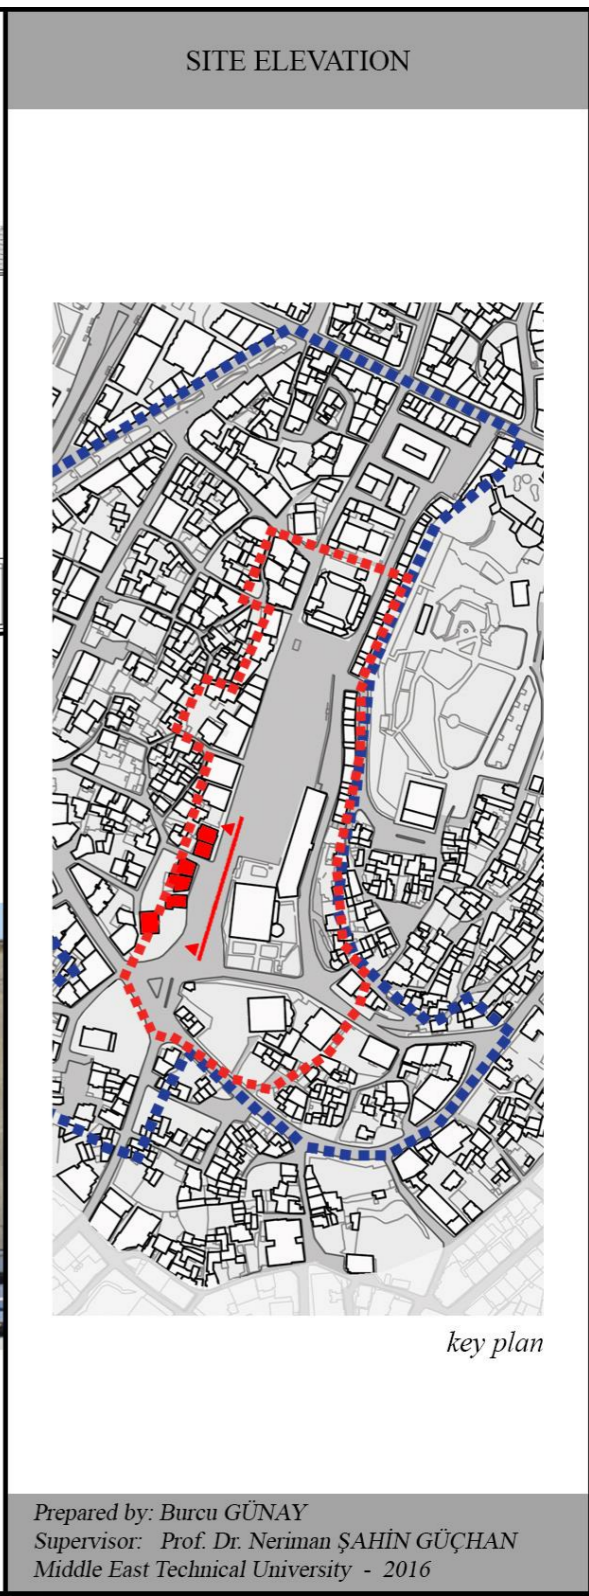 SITE ELEVATION
key plan
Prepared by: Burcu GÜNAY
Supervisor: Prof. Dr. Neriman ŞAHİN GÜÇHAN
Middle East Technical University - 2016